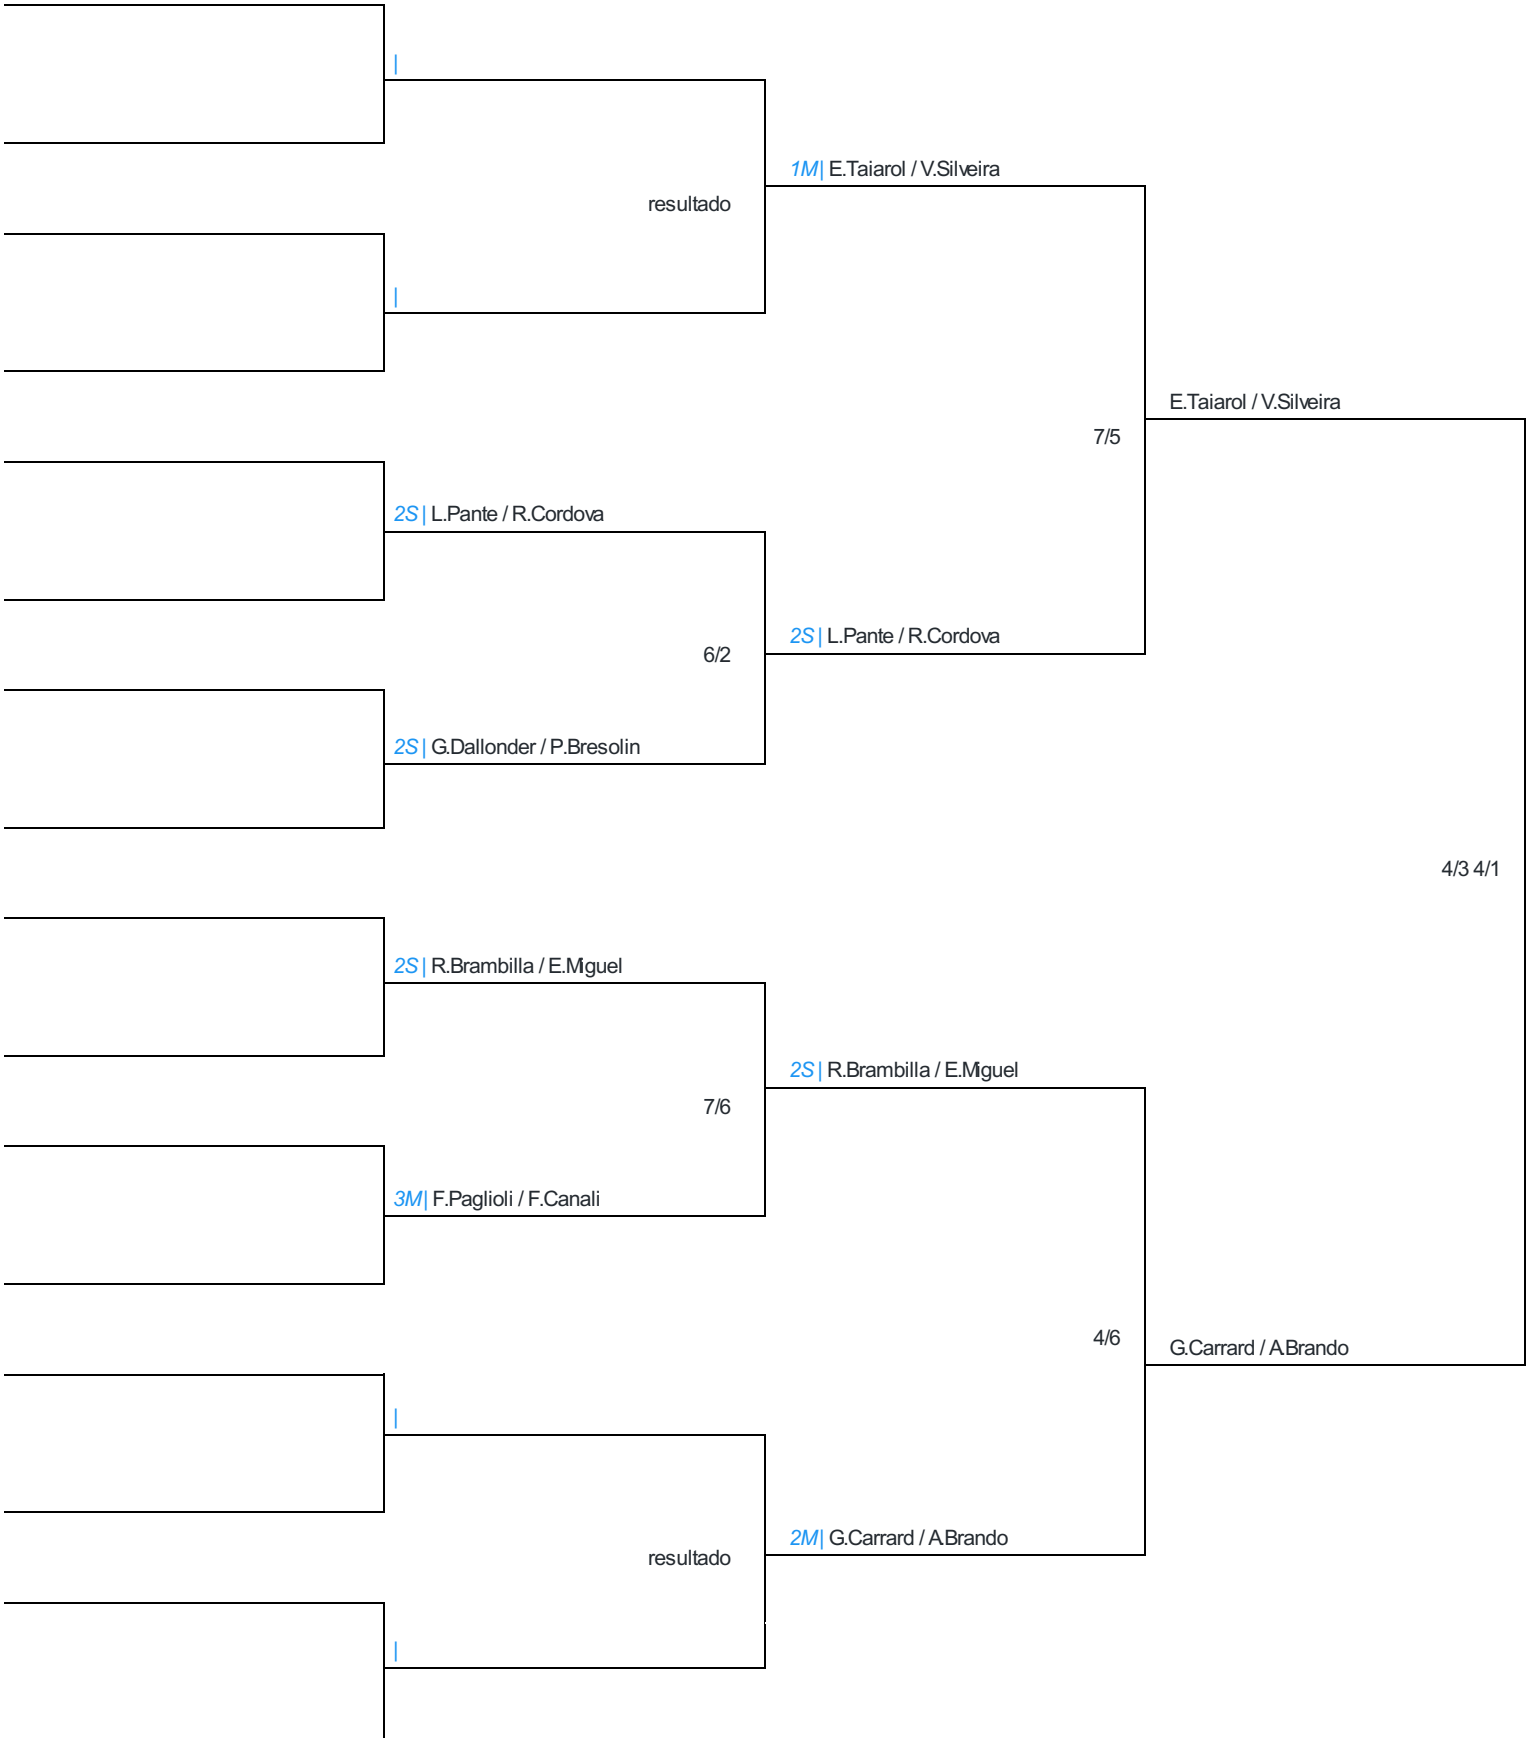 |
1M| E.Taiarol / V.Silveira
resultado
|
E.Taiarol / V.Silveira
7/5
2S| L.Pante / R.Cordova
2S| L.Pante / R.Cordova
6/2
2S| G.Dallonder / P.Bresolin
4/3 4/1
2S| R.Brambilla / E.Miguel
2S| R.Brambilla / E.Miguel
7/6
3M| F.Paglioli / F.Canali
4/6
G.Carrard / A.Brando
|
2M| G.Carrard / A.Brando
resultado
|